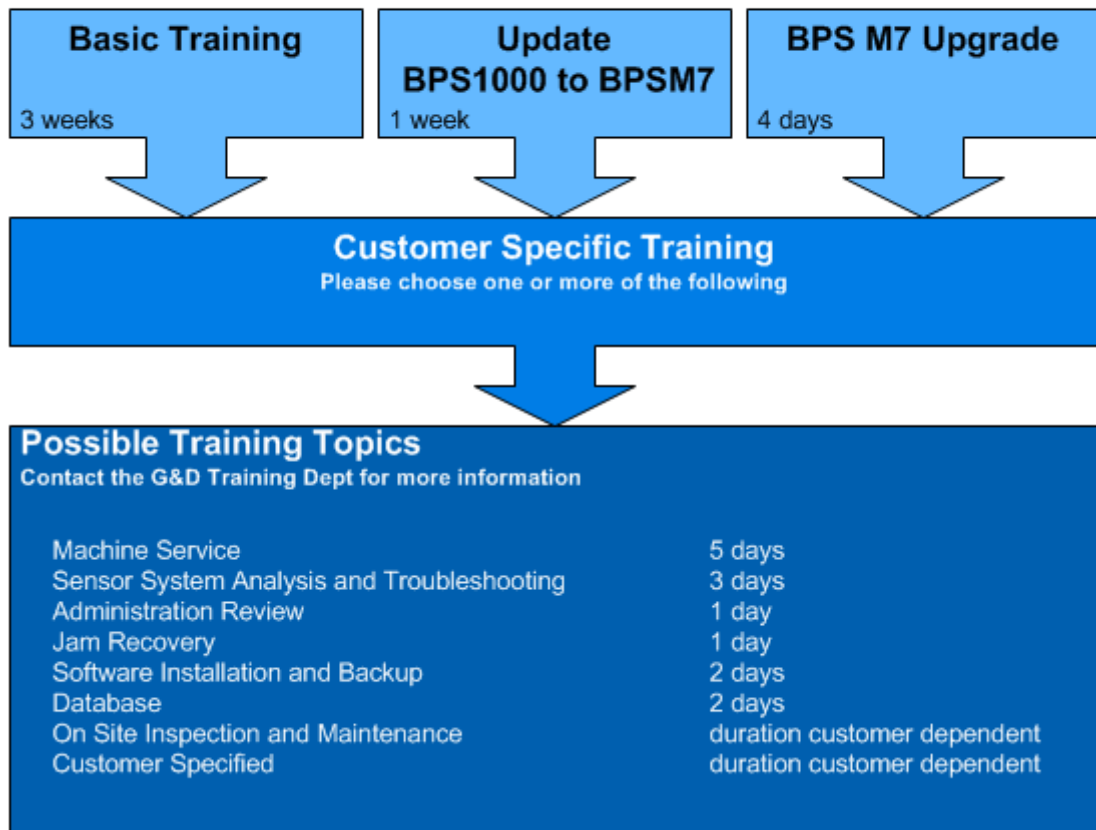 Basic Training
3 weeks
Update
BPS1000 to BPSM7
1 week
BPS M7 Upgrade
4 days
Customer Specific Training
Please choose one or more of the following
Possible Training Topics
Contact the G&D Training Dept for more information
Machine Service 5 days
Sensor System Analysis and Troubleshooting 3 days
Administration Review 1 day
Jam Recovery 1 day
Software Installation and Backup 2 days
Database 2 days
On Site Inspection and Maintenance duration customer dependent
Customer Specified duration customer dependent